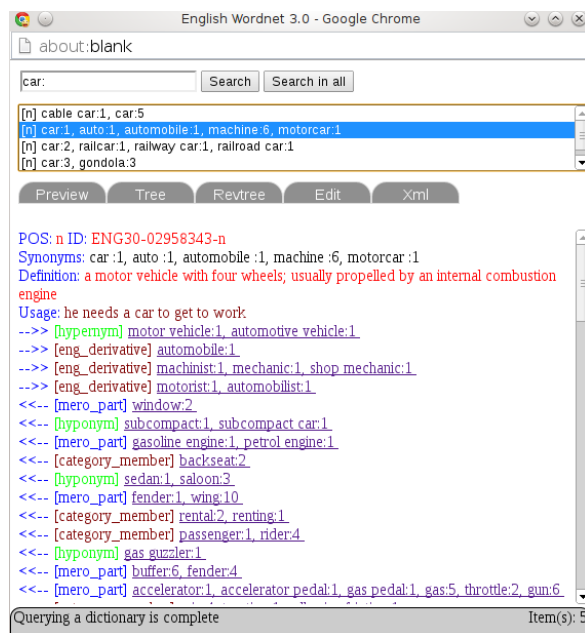 English Wordnet 3.0 - Google Chrome
about:blank
car: Search Search in all
[n] cable car:1, car:5
[n] car:1, auto:1, automobile:1, machine:6, motorcar:1
[n] car:2, railcar:1, railway car:1, railroad car:1
[n] car:3, gondola:3
Preview Tree Revtree Edit Xml
POS: n ID: ENG30-02958343-n
Synonyms: car :1, auto :1, automobile :1, machine :6, motorcar :1
Definition: a motor vehicle with four wheels; usually propelled by an internal combustion
engine
Usage: he needs a car to get to work
-->> [hypernym] motor vehicle:1, automotive vehicle:1
-->> [eng_derivative] automobile:1
-->> [eng_derivative] machinist:1, mechanic:1, shop mechanic:1
-->> [eng_derivative] motorist:1, automobilist:1
<<-- [mero_part] window:2
<<-- [hyponym] subcompact:1, subcompact car:1
<<-- [mero_part] gasoline engine:1, petrol engine:1
<<-- [category_member] backseat:2
<<-- [hyponym] sedan:1, saloon:3
<<-- [mero_part] fender:1, wing:10
<<-- [category_member] rental:2, renting:1
<<-- [category_member] passenger:1, rider:4
<<-- [hyponym] gas guzzler:1
<<-- [mero_part] buffer:6, fender:4
<<-- [mero_part] accelerator:1, accelerator pedal:1, gas pedal:1, gas:5, throttle:2, gun:6
Querying a dictionary is complete Item(s): 5